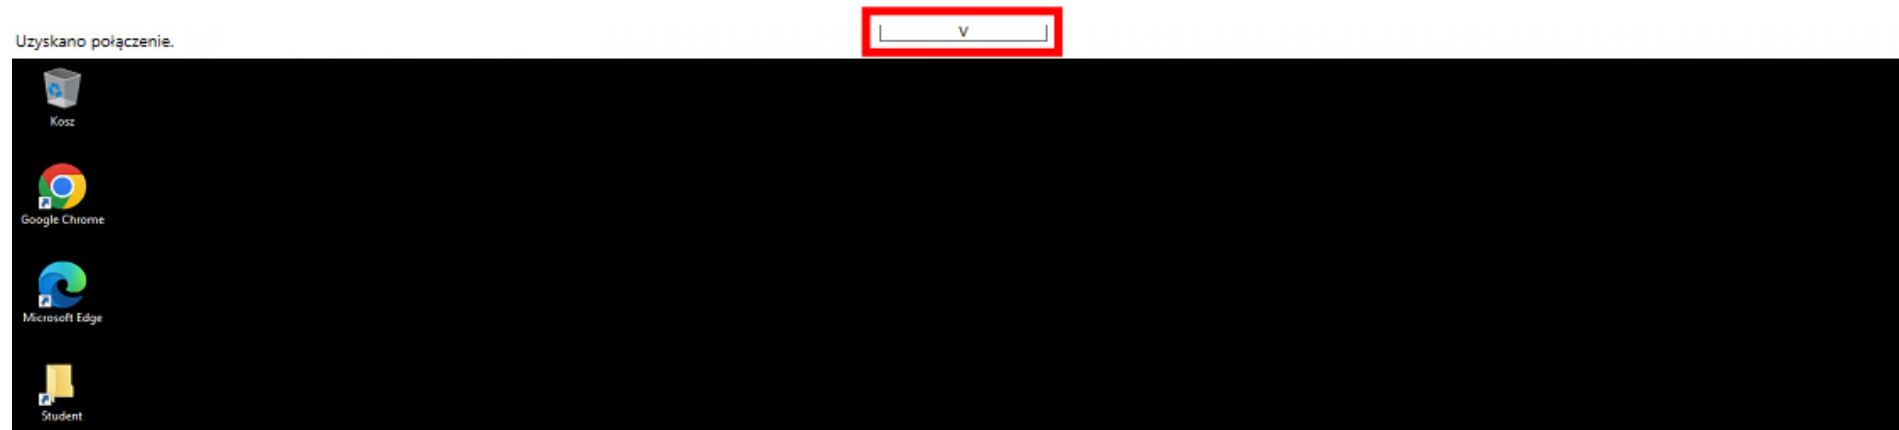 v
Uzyskano połączenie.
Kosz
Google Chrome
Microsoft Edge
Student